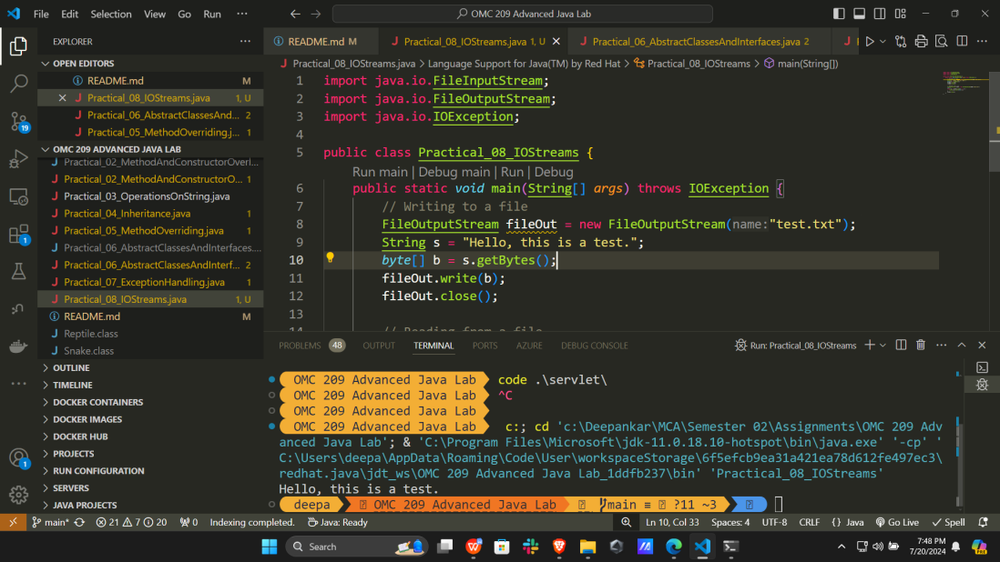 File Edit Selection View Go Run ··· OMC 209 Advanced Java Lab
EXPLORER ···
OPEN EDITORS
README.md M
Practical_08_IOStreams.java 1, U
Practical_06_AbstractClassesAnd... 2
Practical_05_MethodOverriding.j... 1
OMC 209 ADVANCED JAVA LAB
Practical_02_MethodAndConstructorOverl...
Practical_02_MethodAndConstructorO... 1
Practical_03_OperationsOnString.java
Practical_04_Inheritance.java 1
Practical_05_MethodOverriding.java 1
Practical_06_AbstractClassesAndInterfaces....
Practical_06_AbstractClassesAndInter... 2
Practical_07_ExceptionHandling.java 1
Practical_08_IOStreams.java 1, U
README.md M
Reptile.class
Snake.class
OUTLINE
TIMELINE
DOCKER CONTAINERS
DOCKER IMAGES
DOCKER HUB
PROJECTS
RUN CONFIGURATION
SERVERS
JAVA PROJECTS
19
1
1
README.md M Practical_08_IOStreams.java 1, U Practical_06_AbstractClassesAndInterfaces.java 2
Practical_08_IOStreams.java > Language Support for Java(TM) by Red Hat > Practical_08_IOStreams > main(String[])
1 import java.io.FileInputStream;
2 import java.io.FileOutputStream;
3 import java.io.IOException;
4
5 public class Practical_08_IOStreams {
Run main | Debug main | Run | Debug
6 public static void main(String[] args) throws IOException {
7 // Writing to a file
8 FileOutputStream fileOut = new FileOutputStream(name:"test.txt");
9 String s = "Hello, this is a test.";
10 byte[] b = s.getBytes();
11 fileOut.write(b);
12 fileOut.close();
13
14 // Reading from a file
PROBLEMS 48 OUTPUT TERMINAL PORTS AZURE DEBUG CONSOLE Run: Practical_08_IOStreams
OMC 209 Advanced Java Lab code .\servlet\
OMC 209 Advanced Java Lab ^C
OMC 209 Advanced Java Lab
OMC 209 Advanced Java Lab c:; cd 'c:\Deepankar\MCA\Semester 02\Assignments\OMC 209 Adv
anced Java Lab'; & 'C:\Program Files\Microsoft\jdk-11.0.18.10-hotspot\bin\java.exe' '-cp' '
C:\Users\deepa\AppData\Roaming\Code\User\workspaceStorage\6f5efcb9ea31a421ea78d612fe497ec3\
redhat.java\jdt_ws\OMC 209 Advanced Java Lab_1ddfb237\bin' 'Practical_08_IOStreams'
Hello, this is a test.
deepa OMC 209 Advanced Java Lab main ≡ ?11 ~3
main* 21 7 20 0 Indexing completed. Java: Ready Ln 10, Col 33 Spaces: 4 UTF-8 CRLF {} Java Go Live Spell
Search 7:48 PM
7/20/2024